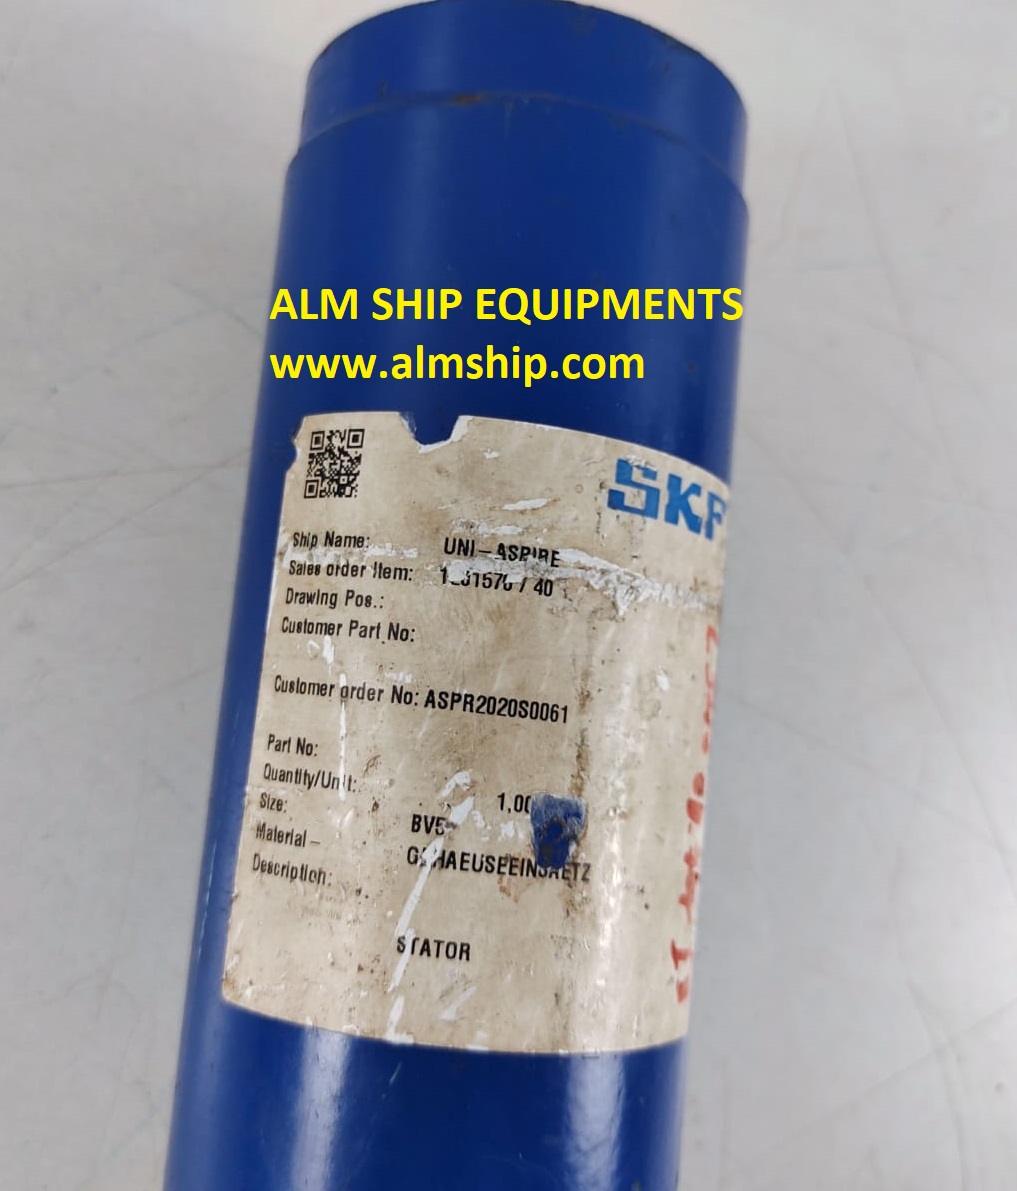 ALM SHIP EQUIPMENTS
www.almship.com
SKF
Ship Name: UNI-ASPIRE
Sales order Item: / 40
Drawing Pos.:
Customer Part No:
Customer order No: ASPR2020S0061
Part No:
Quantity/Unit:
Size:
Material –
Description:
STATOR